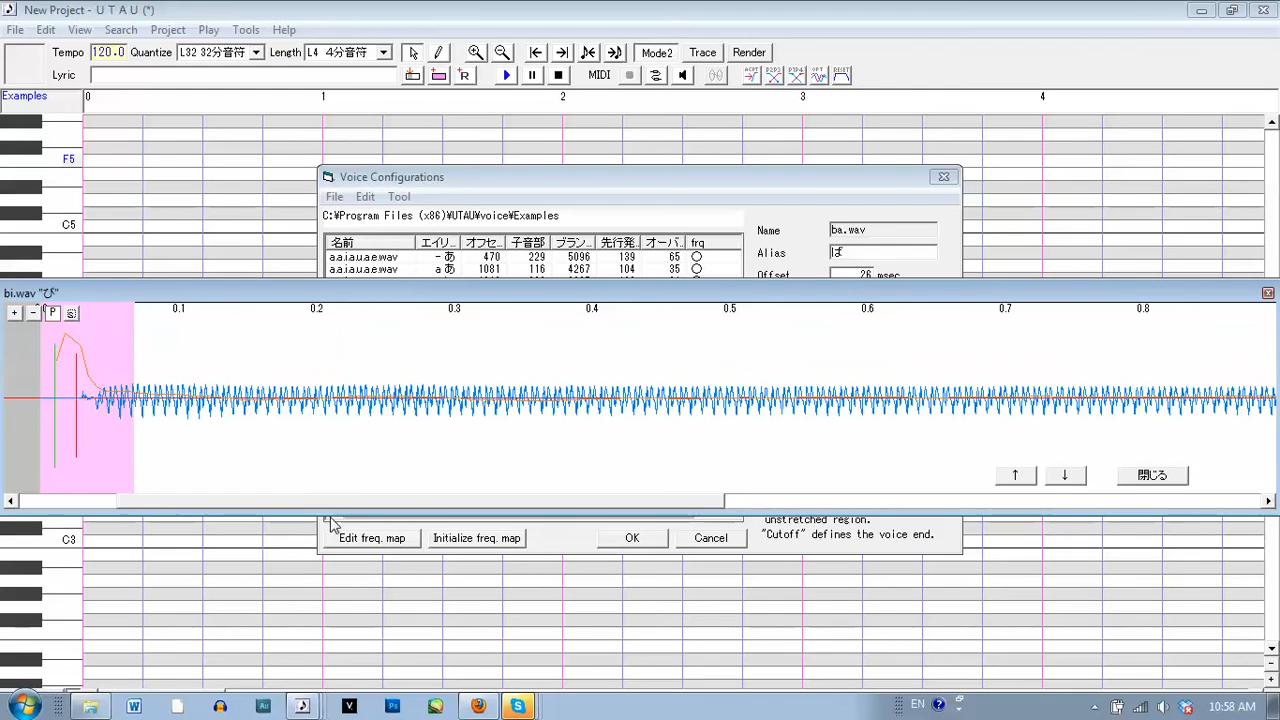 New Project - U T A U (*)
File Edit View Search Project Play Tools Help
Tempo 120.0 Quantize L32 32分音符 Length L4 4分音符 Mode2 Trace Render
Lyric MIDI
Examples 0 1 2 3 4
F5
C5
Voice Configurations
File Edit Tool
C:¥Program Files (x86)¥UTAU¥voice¥Examples
Name ba.wav
Alias ば
Offset 26 msec
名前 エイリ... オフセ... 子音部 ブラン... 先行発... オーバ... frq
a.a.i.a.u.e.wav - あ 470 229 5096 139 65 ○
a.a.i.a.u.e.wav a あ 1081 116 4267 104 35 ○
bi.wav "び"
+ - P s
0.1 0.2 0.3 0.4 0.5 0.6 0.7 0.8
↑ ↓ 閉じる
unstretched region.
"Cutoff" defines the voice end.
C3
Edit freq. map Initialize freq. map OK Cancel
EN 10:58 AM